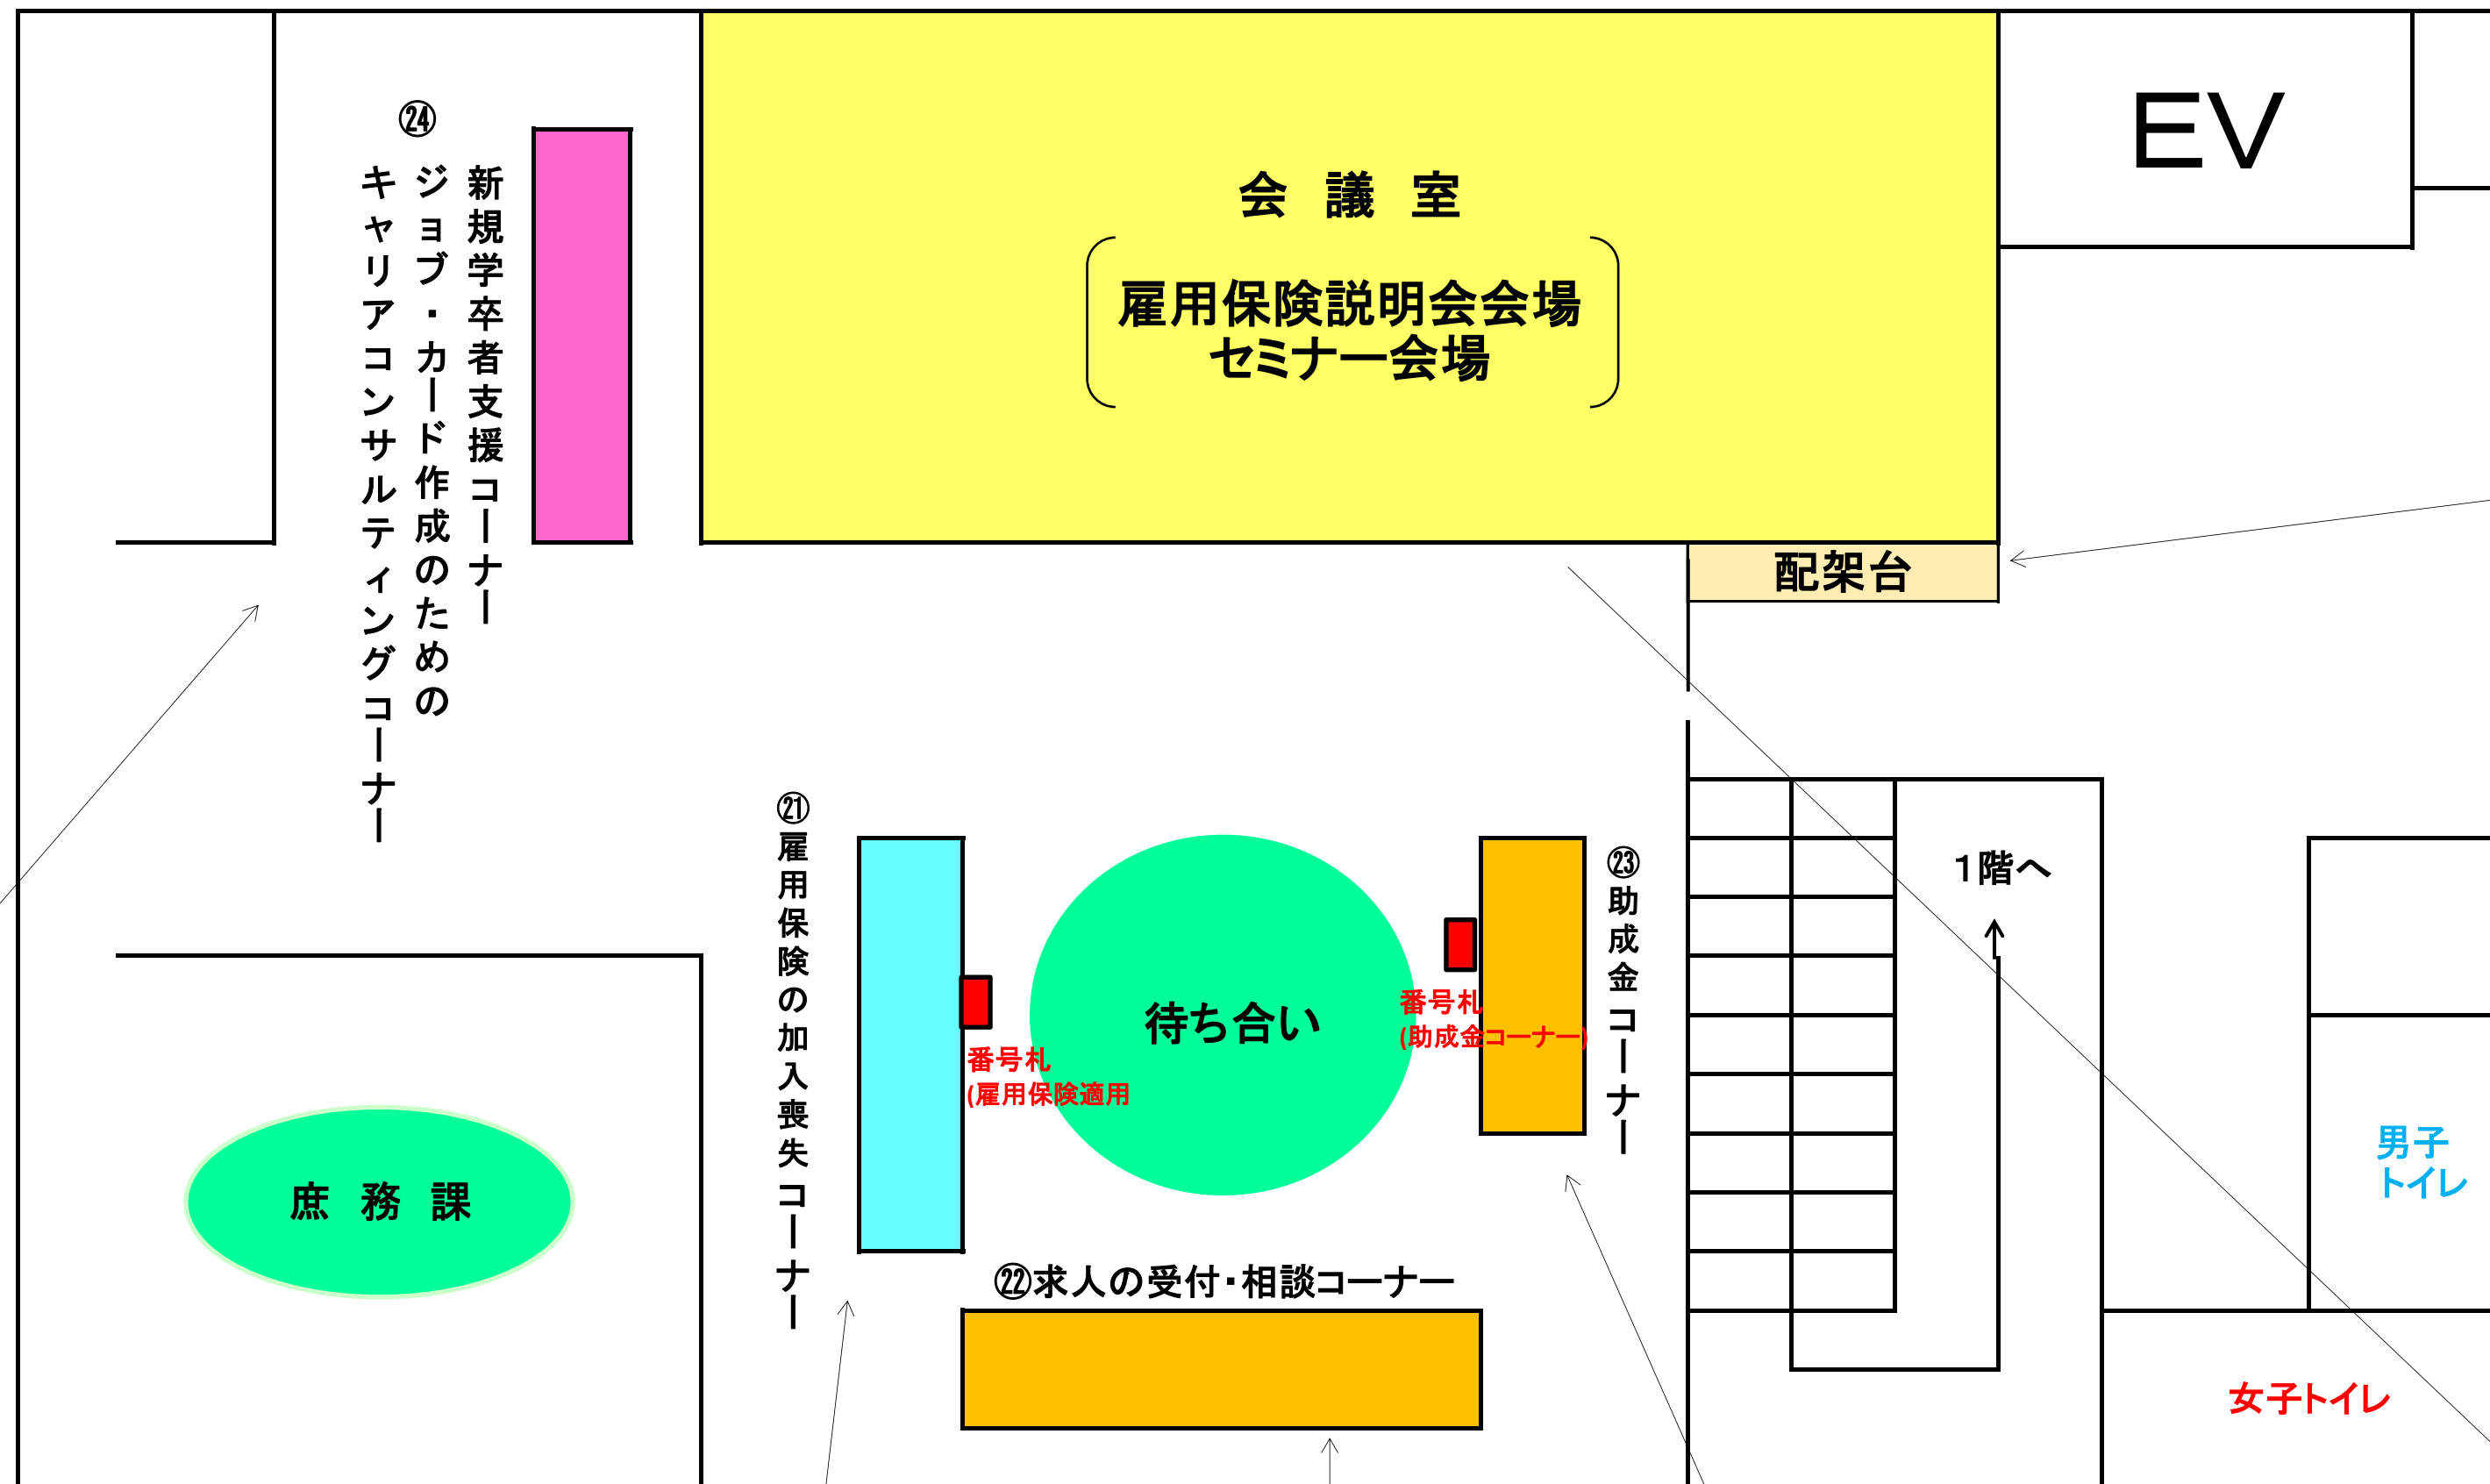 ㉔
新規学卒者支援コーナー
ジョブ・カード作成のための
キャリアコンサルティングコーナー
会 議 室
雇用保険説明会会場
セミナー会場
EV
配架台
㉑雇用保険の加入喪失コーナー
待ち合い
番号札
(雇用保険適用
番号札
(助成金コーナー)
㉓助成金コーナー
1階へ
庶 務 課
㉒求人の受付・相談コーナー
男子
トイレ
女子トイレ